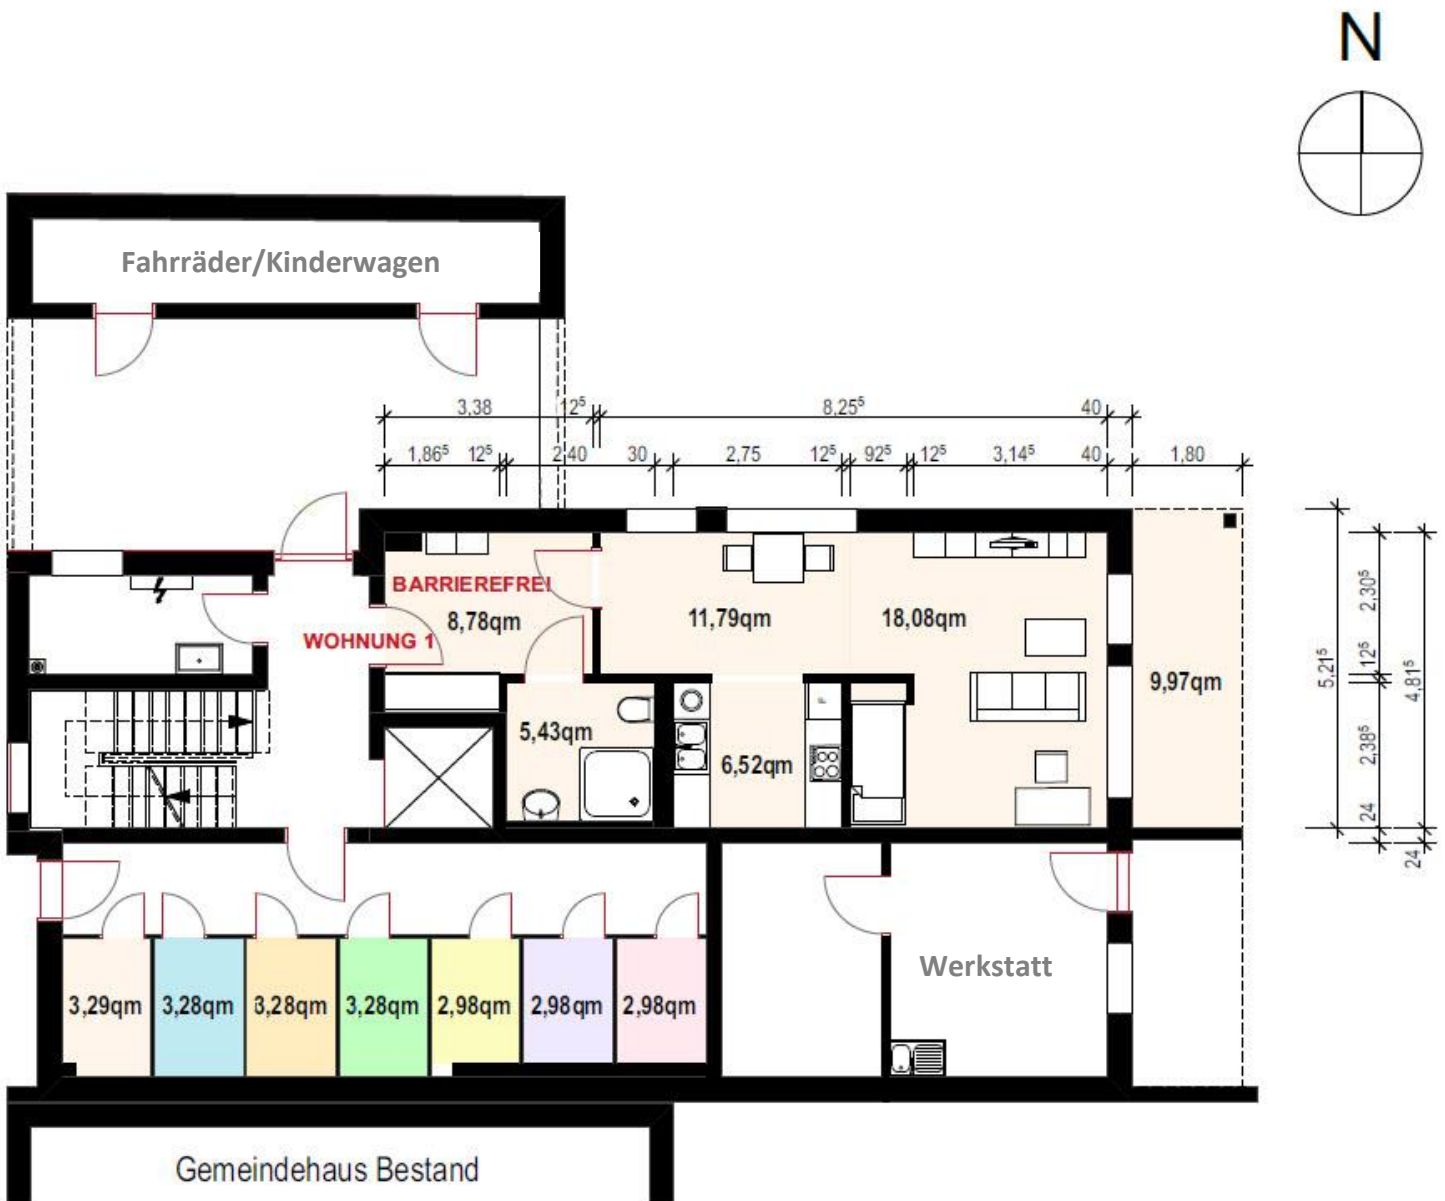 N
Fahrräder/Kinderwagen
3,38 12⁵ 8,25⁵ 40
1,86⁵ 12⁵ 2,40 30 2,75 12⁵ 92⁵ 12⁵ 3,14⁵ 40 1,80
BARRIEREFREI
8,78qm
WOHNUNG 1
11,79qm
18,08qm
9,97qm
5,43qm
6,52qm
F
5,21⁵
2,30⁵
12⁵
2,38⁵
24
4,81⁵
24
3,29qm 3,28qm 3,28qm 3,28qm 2,98qm 2,98qm 2,98qm
Werkstatt
Gemeindehaus Bestand